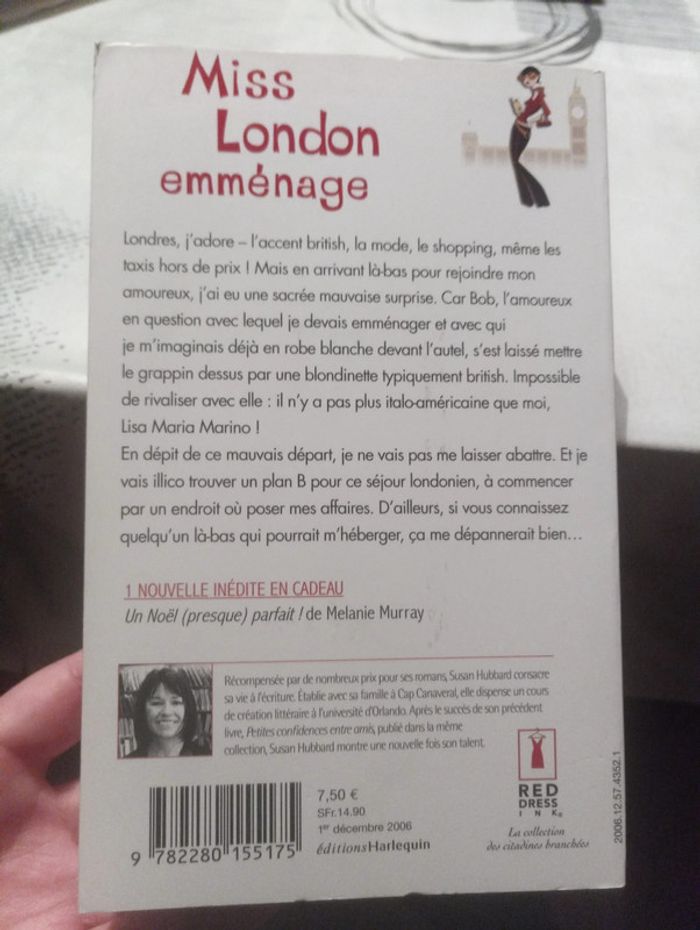 Miss
London
emménage
Londres, j'adore – l'accent british, la mode, le shopping, même les
taxis hors de prix ! Mais en arrivant là-bas pour rejoindre mon
amoureux, j'ai eu une sacrée mauvaise surprise. Car Bob, l'amoureux
en question avec lequel je devais emménager et avec qui
je m'imaginais déjà en robe blanche devant l'autel, s'est laissé mettre
le grappin dessus par une blondinette typiquement british. Impossible
de rivaliser avec elle : il n'y a pas plus italo-américaine que moi,
Lisa Maria Marino !
En dépit de ce mauvais départ, je ne vais pas me laisser abattre. Et je
vais illico trouver un plan B pour ce séjour londonien, à commencer
par un endroit où poser mes affaires. D'ailleurs, si vous connaissez
quelqu'un là-bas qui pourrait m'héberger, ça me dépannerait bien...
1 NOUVELLE INÉDITE EN CADEAU
Un Noël (presque) parfait ! de Melanie Murray
Récompensée par de nombreux prix pour ses romans, Susan Hubbard consacre
sa vie à l'écriture. Établie avec sa famille à Cap Canaveral, elle dispense un cours
de création littéraire à l'université d'Orlando. Après le succès de son précédent
livre, Petites confidences entre amis, publié dans la même
collection, Susan Hubbard montre une nouvelle fois son talent.
9 782280 155175
7,50 €
SFr.14.90
1er décembre 2006
éditionsHarlequin
RED
DRESS
INK®
La collection
des citadines branchées
2006.12.57.4352.1